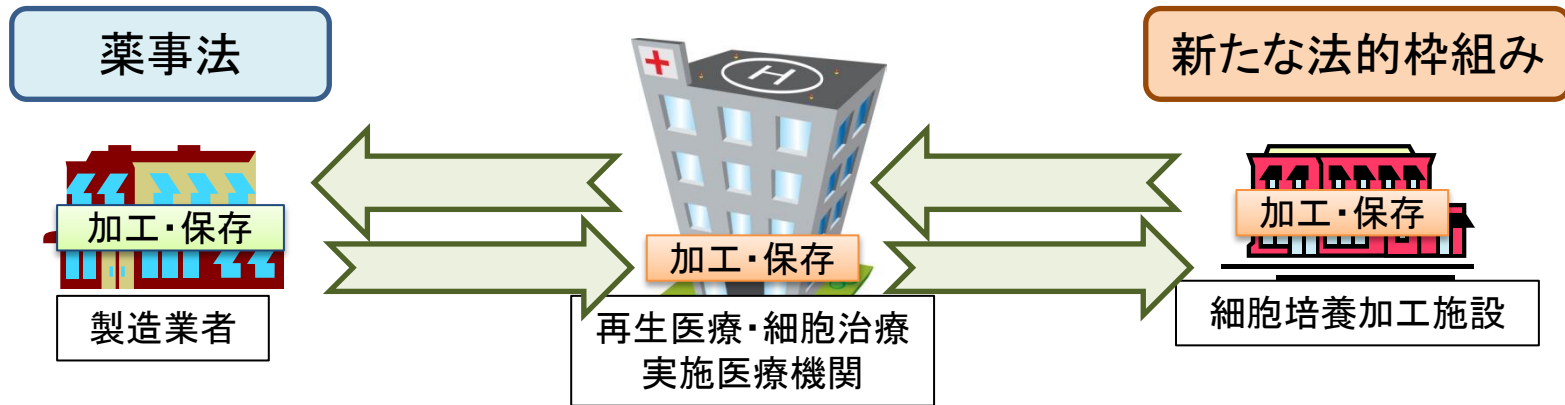 薬事法
新たな法的枠組み
H
加工・保存
加工・保存
加工・保存
製造業者
再生医療・細胞治療
実施医療機関
細胞培養加工施設